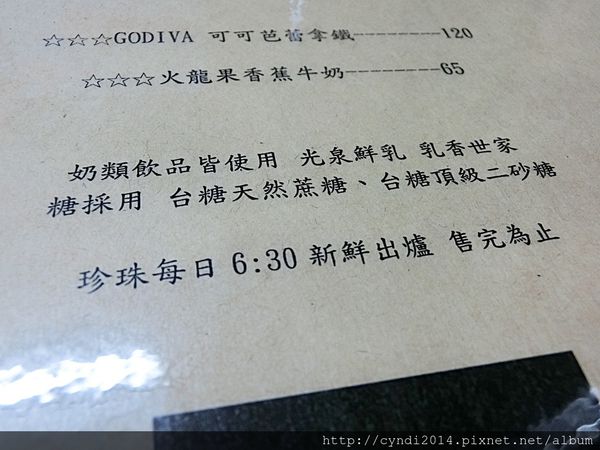 ☆☆☆GODIVA 可可芭蕾拿鐵--------120
☆☆☆火龍果香蕉牛奶--------65
奶類飲品皆使用 光泉鮮乳 乳香世家
糖採用 台糖天然蔗糖、台糖頂級二砂糖
珍珠每日 6:30 新鮮出爐 售完為止
http://cyndi2014.pixnet.net/album